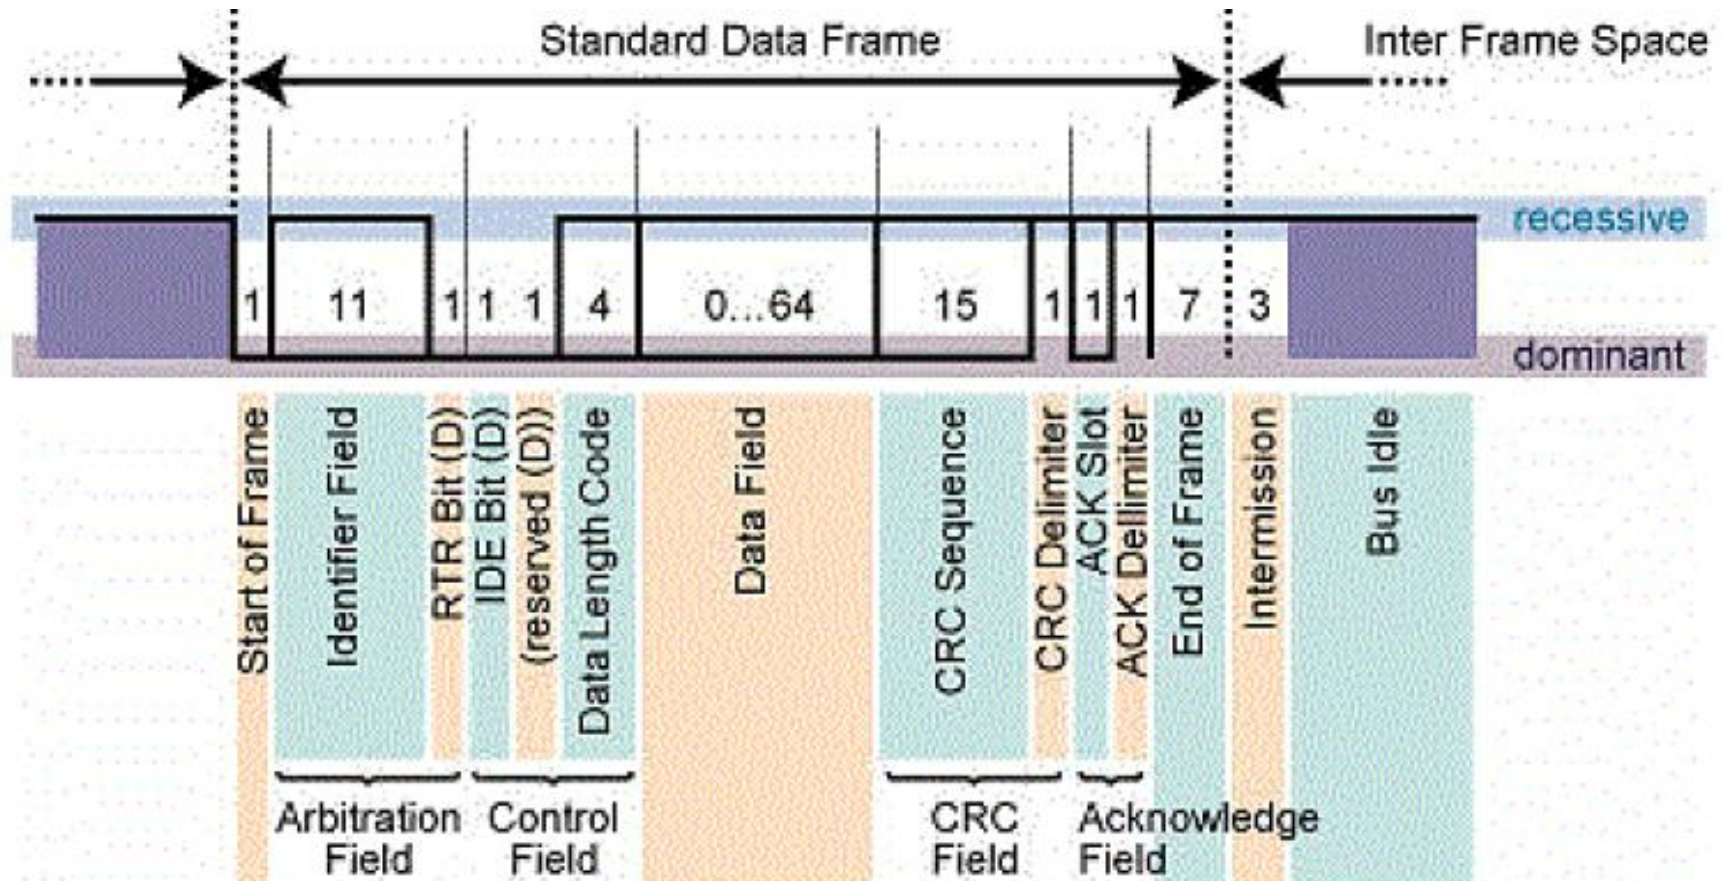 Standard Data Frame
Inter Frame Space
recessive
1
11
1
1
1
4
0...64
15
1
1
1
7
3
dominant
Start of Frame
Identifier Field
RTR Bit (D)
IDE Bit (D)
(reserved (D))
Data Length Code
Data Field
CRC Sequence
CRC Delimiter
ACK Slot
ACK Dellimiter
End of Frame
Intermission
Bus Idle
Arbitration
Field
Control
Field
CRC
Field
Acknowledge
Field